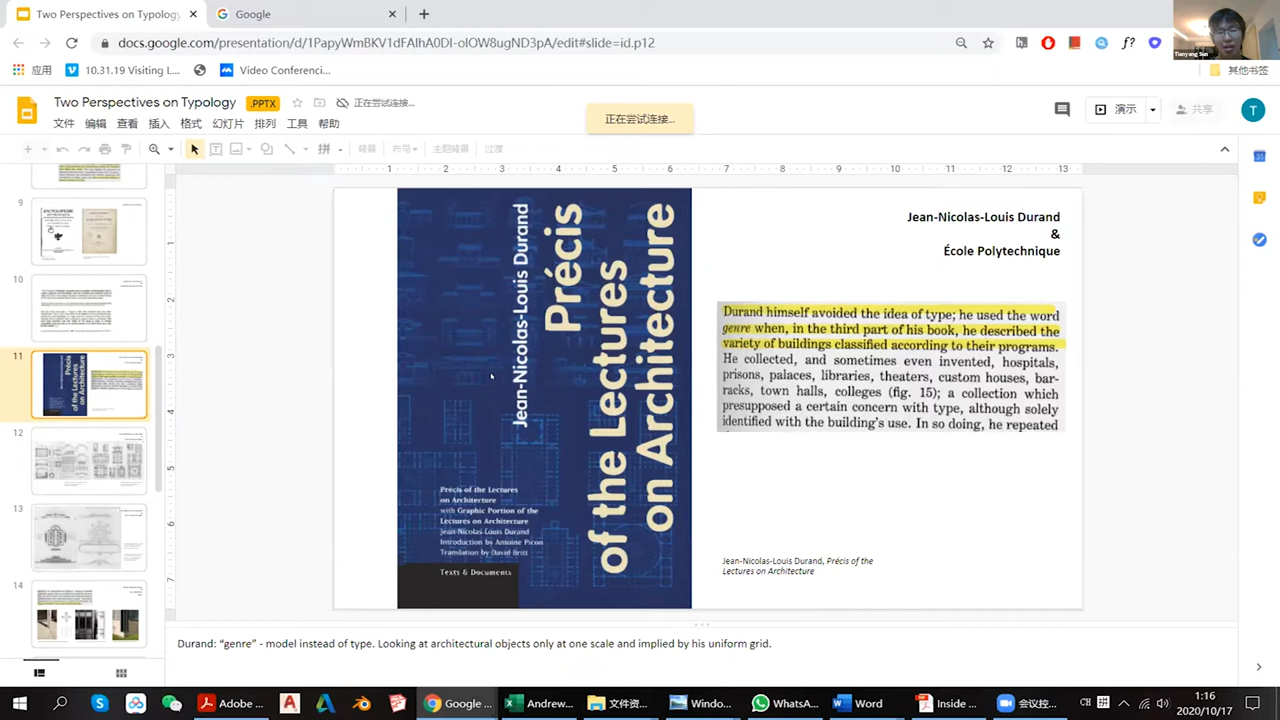 Two Perspectives on Typology
Google
docs.google.com/presentation/d/1PapyWmBKV1dFAlhA0DI-olOW8ugND3pA/edit#slide=id.p12
Tianyang Sun
应用
10.31.19 Visiting L...
Video Conferenci...
其他书签
Two Perspectives on Typology
.PPTX
正在尝试连接...
文件
编辑
查看
插入
格式
幻灯片
排列
工具
帮助
正在尝试连接...
演示
共享
T
拼
背景
布局
主题背景
过渡
9
10
11
12
13
14
Jean-Nicolas-Louis Durand
Précis
of the Lectures
on Architecture
Précis of the Lectures
on Architecture
with Graphic Portion of the
Lectures on Architecture
Jean-Nicolas-Louis Durand
Introduction by Antoine Picon
Translation by David Britt
Texts & Documents
Jean-Nicolas-Louis Durand
&
École Polytechnique
Durand himself avoided the idea of type; he used the word
genre when, in the third part of his book, he described the
variety of buildings classified according to their programs.
He collected, and sometimes even invented, hospitals,
prisons, palaces, libraries, theaters, custom houses, bar-
racks, town halls, colleges (fig. 15); a collection which
presupposed a certain concern with type, although solely
identified with the building's use. In so doing, he repeated
Jean-Nicolas-Louis Durand, Précis of the
Lectures on Architecture
Durand: “genre” - model instead of type. Looking at architectural objects only at one scale and implied by his uniform grid.
Adobe ...
Google ...
Andrew...
文件资...
Windo...
WhatsA...
Word
Inside ...
会议控...
CH
拼
1:16
2020/10/17